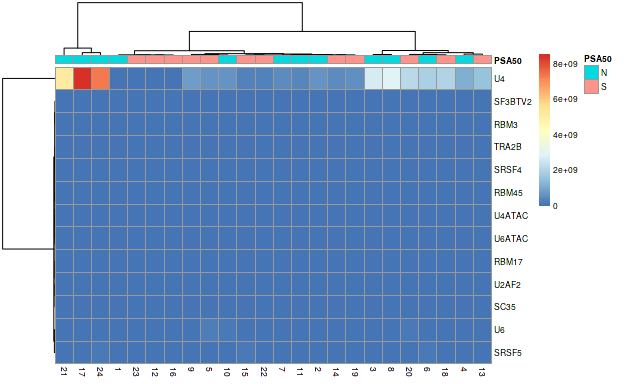 PSA50
U4
SF3BTV2
RBM3
TRA2B
SRSF4
RBM45
U4ATAC
U6ATAC
RBM17
U2AF2
SC35
U6
SRSF5
21 17 24 1 23 12 16 9 5 10 15 22 7 11 2 14 19 3 8 20 6 18 4 13
8e+09
6e+09
4e+09
2e+09
0
PSA50
N
S